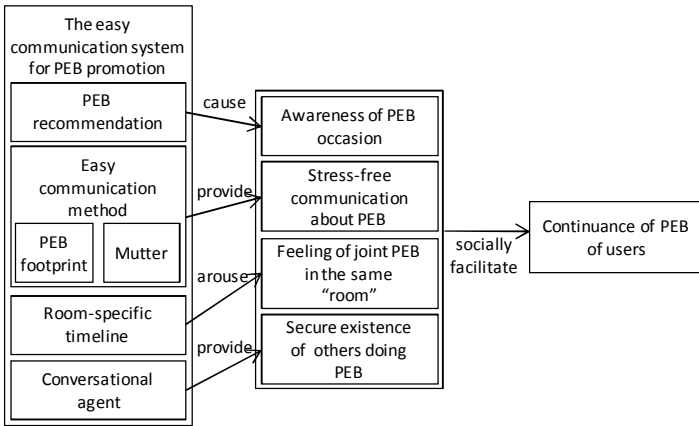 The easy
communication system
for PEB promotion
PEB
recommendation
Easy
communication
method
PEB
footprint
Mutter
Room-specific
timeline
Conversational
agent
cause
provide
arouse
provide
Awareness of PEB
occasion
Stress-free
communication
about PEB
Feeling of joint PEB
in the same
“room”
Secure existence
of others doing
PEB
socially
facilitate
Continuance of PEB
of users